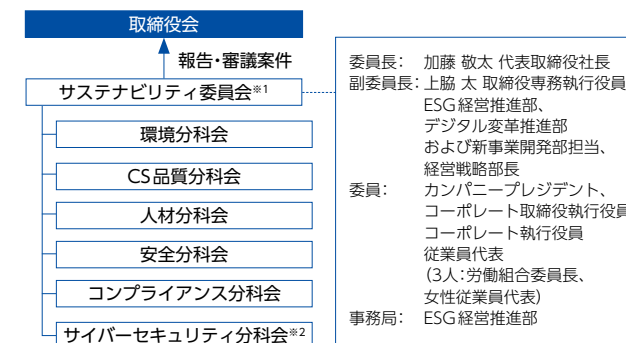 取締役会
報告・審議案件
サステナビリティ委員会※1
環境分科会
CS品質分科会
人材分科会
安全分科会
コンプライアンス分科会
サイバーセキュリティ分科会※2
委員長： 加藤 敬太 代表取締役社長
副委員長：上脇 太 取締役専務執行役員
ESG経営推進部、
デジタル変革推進部
および新事業開発部担当、
経営戦略部長
委員： カンパニープレジデント、
コーポレート取締役執行役員
コーポレート執行役員
従業員代表
（3人：労働組合委員長、
女性従業員代表）
事務局： ESG経営推進部